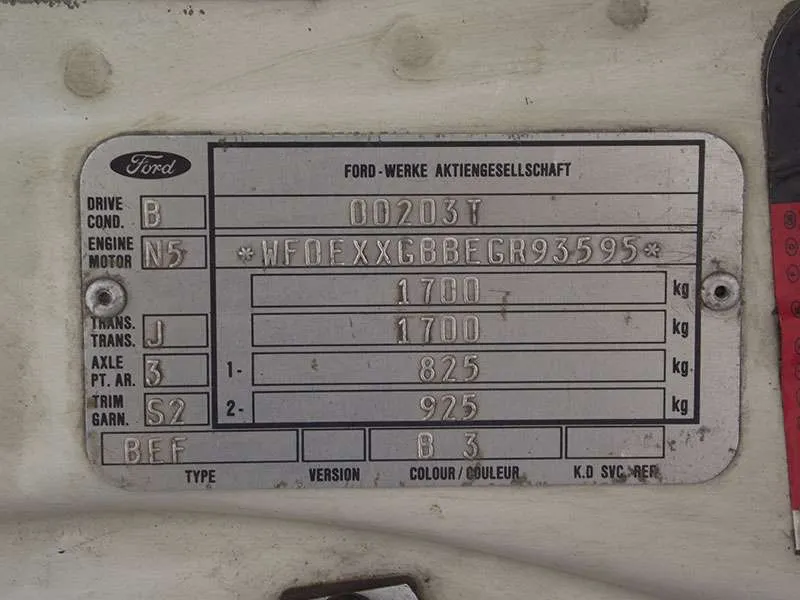 Ford
FORD-WERKE AKTIENGESELLSCHAFT
DRIVE COND. B 00203T
ENGINE MOTOR N5 *WF0EXXGBBEGR93595*
1700 kg
TRANS. TRANS. J 1700 kg
AXLE PT. AR. 3 1- 825
TRIM GARN. S2 2- 925 kg
BEF B 3
TYPE VERSION COLOUR/COULEUR K.D SVC. REF.